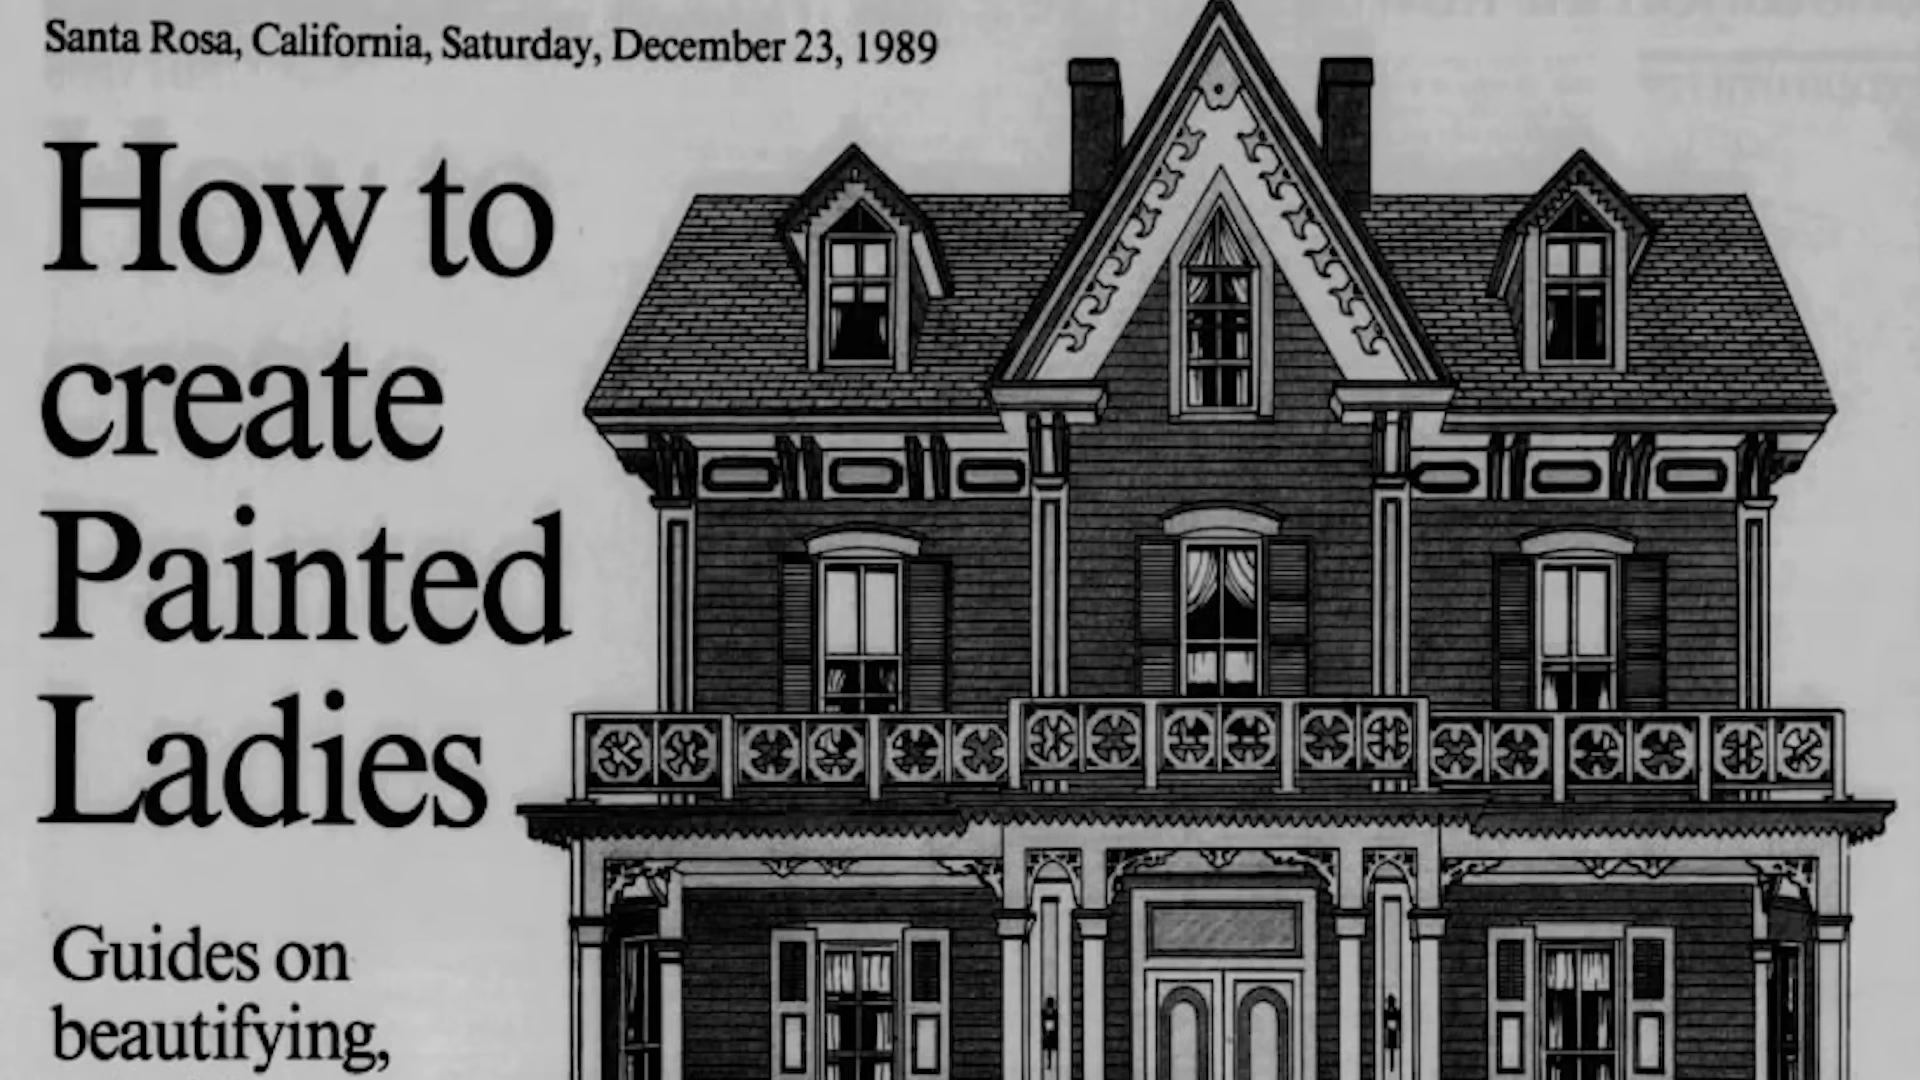 Santa Rosa, California, Saturday, December 23, 1989
How to
create
Painted
Ladies
Guides on
beautifying,